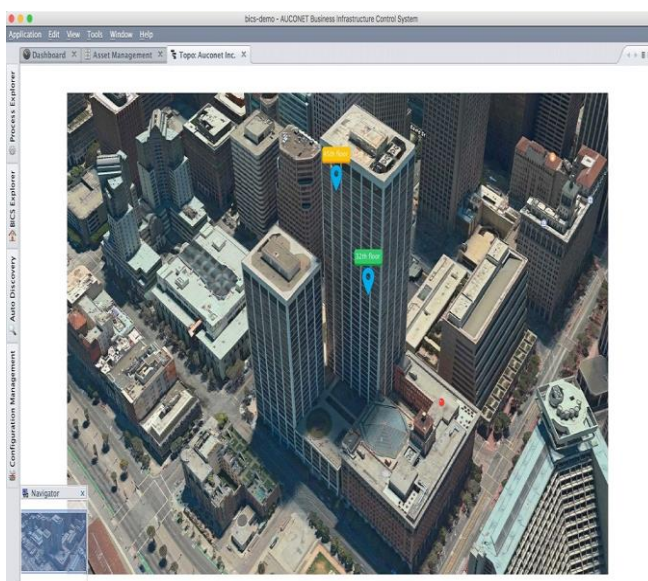 bics-demo - AUCONET Business Infrastructure Control System
Application Edit View Tools Window Help
Dashboard X Asset Management X Topo: Auconet Inc. X
Process Explorer
BICS Explorer
Auto Discovery
Configuration Management
floor
32th floor
Navigator x